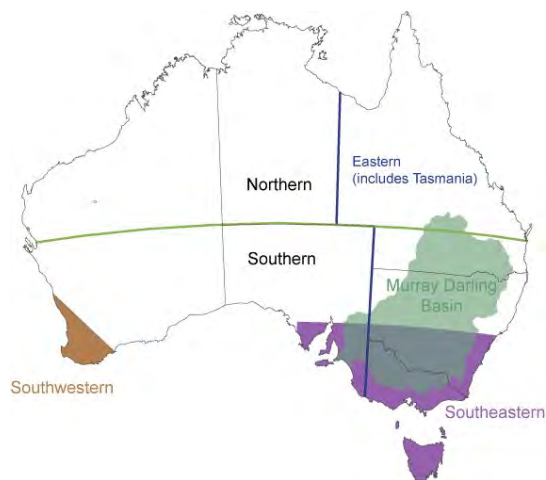 Eastern
(includes Tasmania)
Northern
Southern
Murray Darling
Basin
Southwestern
Southeastern